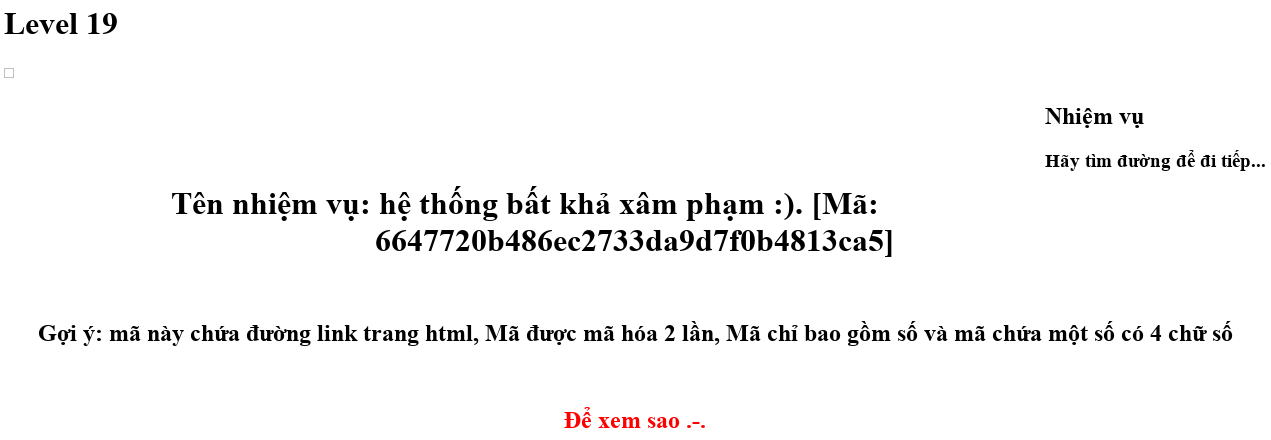 Level 19
Nhiệm vụ
Hãy tìm đường để đi tiếp...
Tên nhiệm vụ: hệ thống bất khả xâm phạm :). [Mã:
6647720b486ec2733da9d7f0b4813ca5]
Gợi ý: mã này chứa đường link trang html, Mã được mã hóa 2 lần, Mã chỉ bao gồm số và mã chứa một số có 4 chữ số
Để xem sao .-.